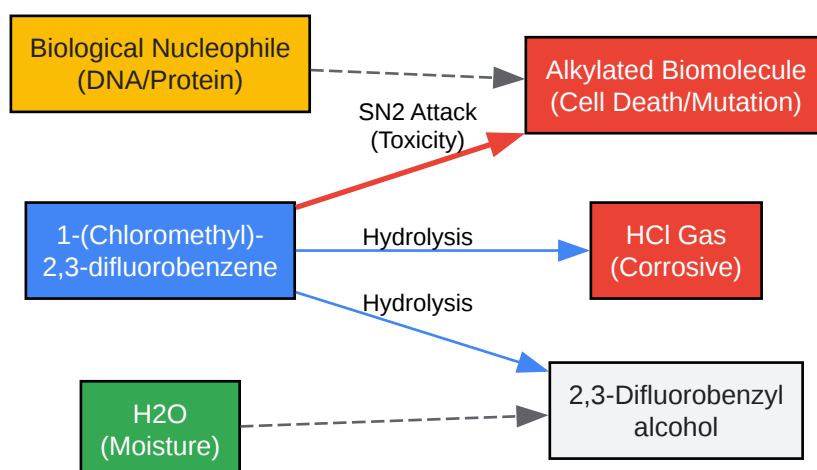 Biological Nucleophile
(DNA/Protein)
Alkylated Biomolecule
(Cell Death/Mutation)
SN2 Attack
(Toxicity)
1-(Chloromethyl)-
2,3-difluorobenzene
Hydrolysis
HCl Gas
(Corrosive)
Hydrolysis
H2O
(Moisture)
2,3-Difluorobenzyl
alcohol